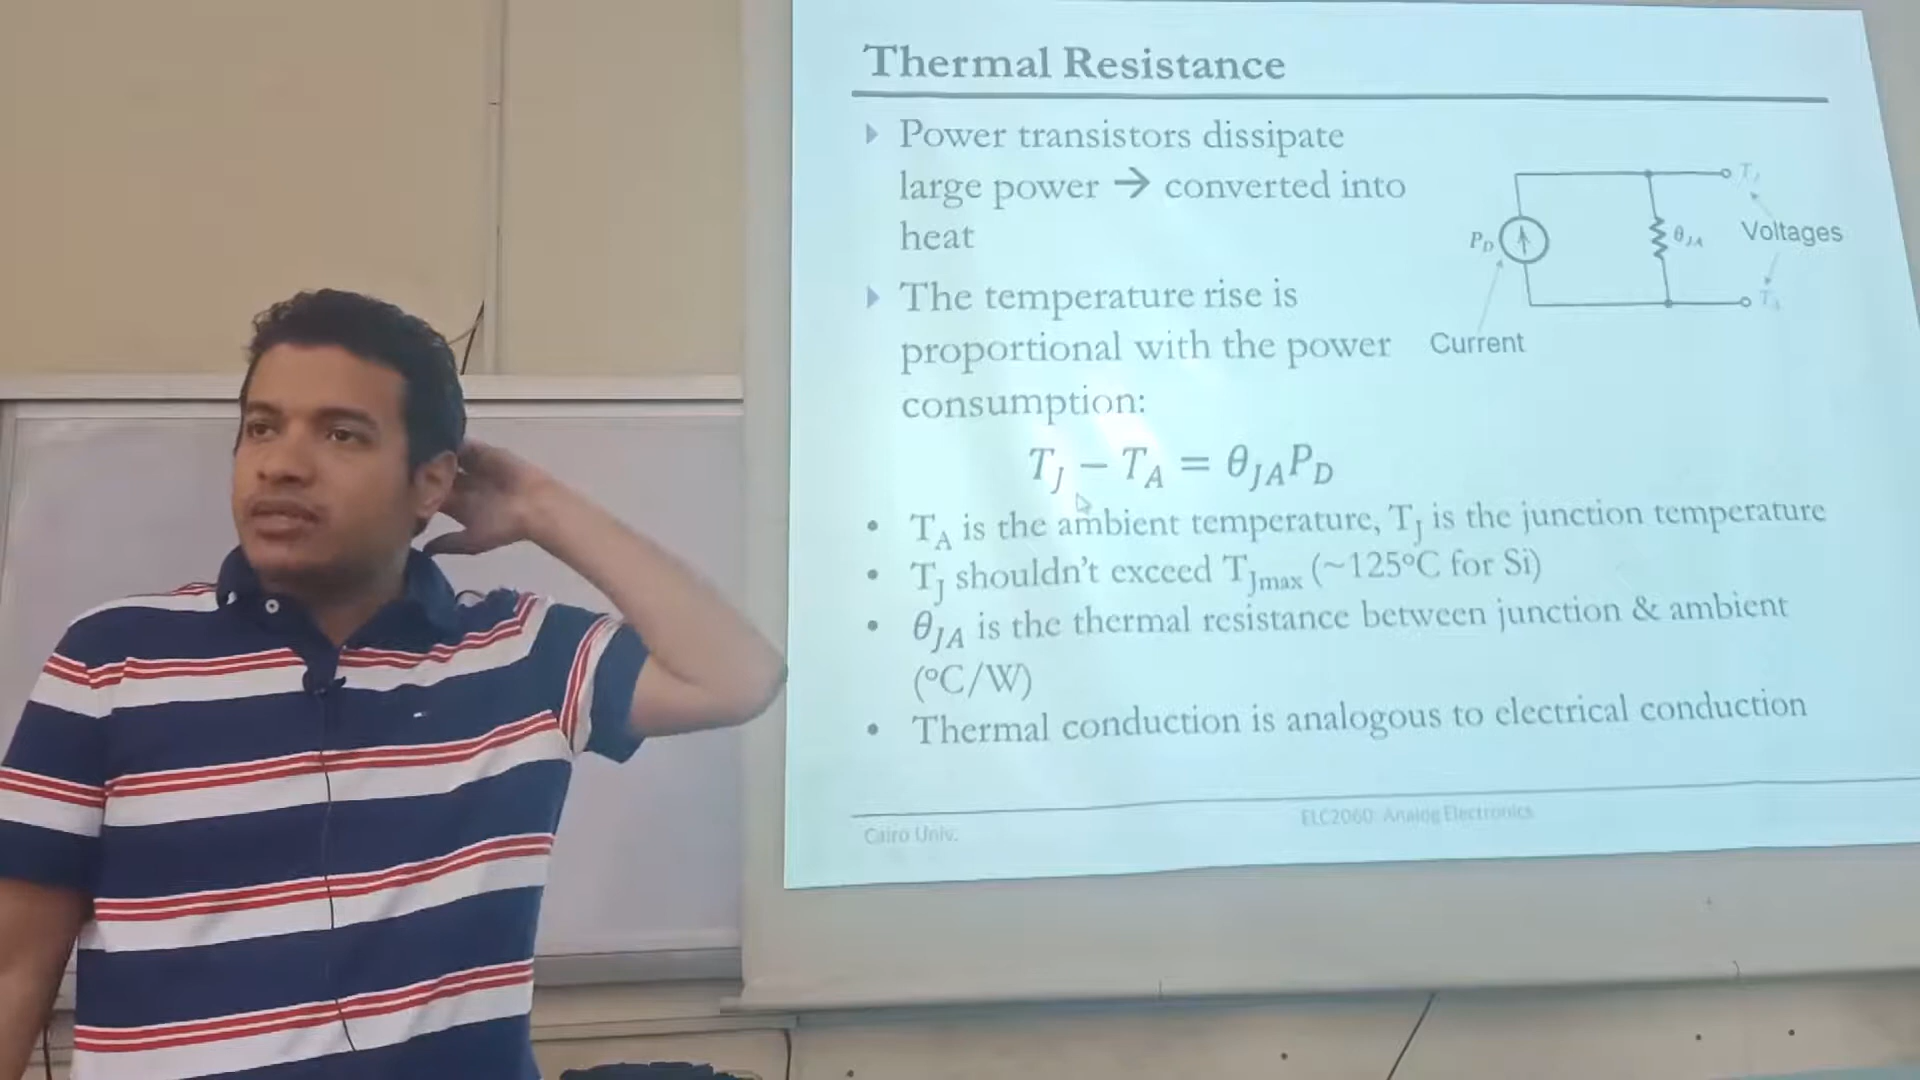 Thermal Resistance
Power transistors dissipate
large power → converted into
heat
The temperature rise is
proportional with the power
consumption:
T_J − T_A = θ_JA P_D
• T_A is the ambient temperature, T_J is the junction temperature
• T_J shouldn't exceed T_Jmax (~125°C for Si)
• θ_JA is the thermal resistance between junction & ambient
(°C/W)
• Thermal conduction is analogous to electrical conduction
T_J
P_D
θ_JA
Voltages
T_A
Current
Cairo Univ.
ELC2060: Analog Electronics